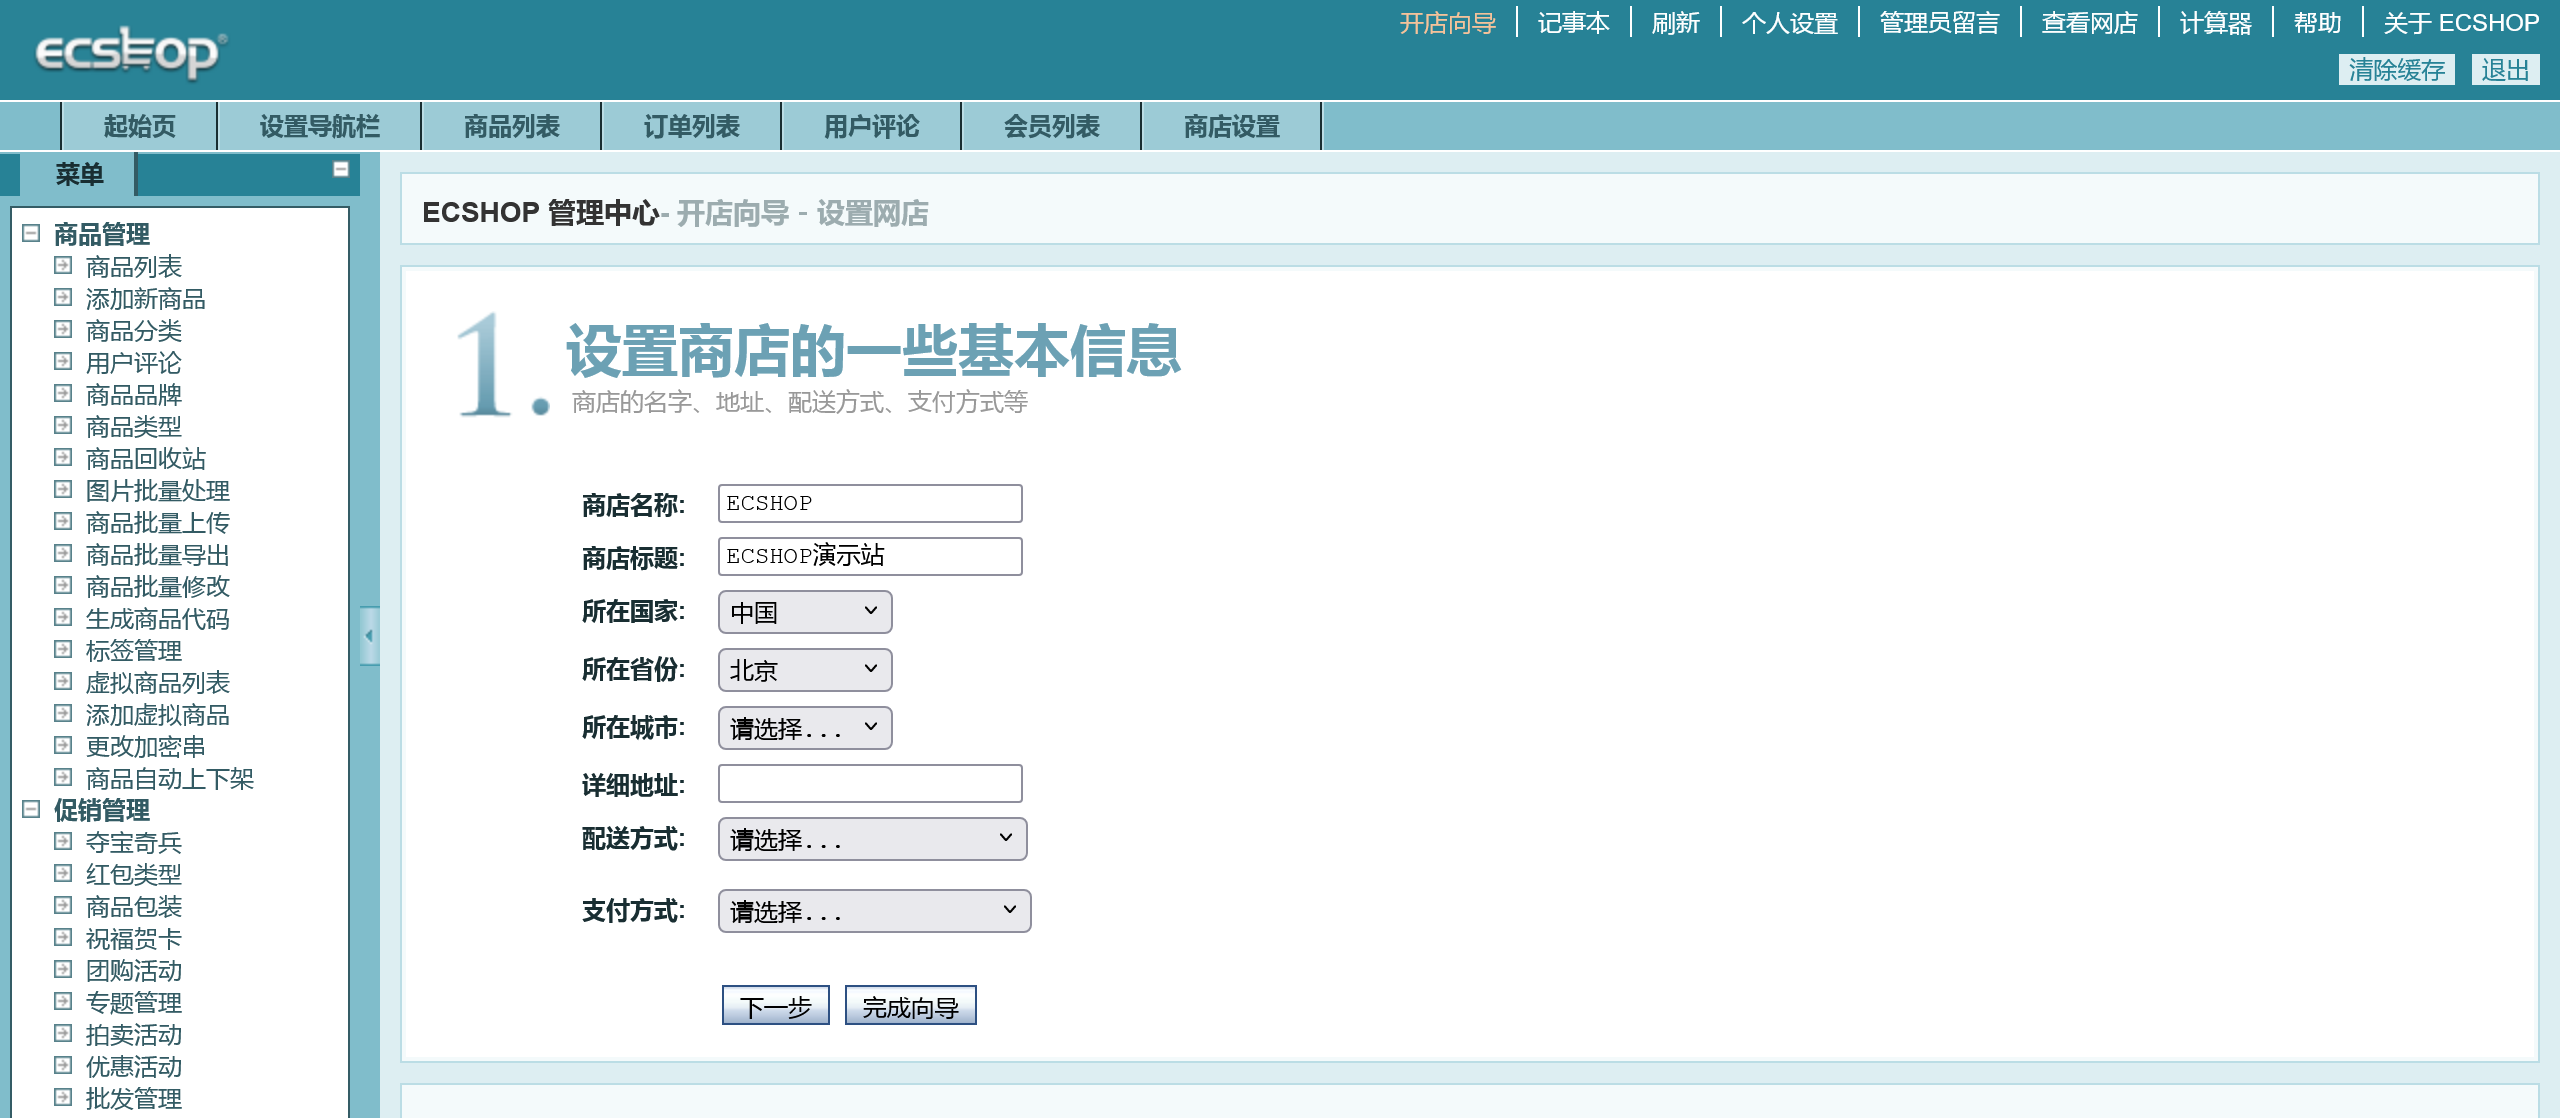 ecshop®
开店向导 记事本 刷新 个人设置 管理员留言 查看网店 计算器 帮助 关于 ECSHOP
清除缓存 退出
起始页 设置导航栏 商品列表 订单列表 用户评论 会员列表 商店设置
菜单
商品管理
商品列表
添加新商品
商品分类
用户评论
商品品牌
商品类型
商品回收站
图片批量处理
商品批量上传
商品批量导出
商品批量修改
生成商品代码
标签管理
虚拟商品列表
添加虚拟商品
更改加密串
商品自动上下架
促销管理
夺宝奇兵
红包类型
商品包装
祝福贺卡
团购活动
专题管理
拍卖活动
优惠活动
批发管理
ECSHOP 管理中心- 开店向导 - 设置网店
1. 设置商店的一些基本信息
商店的名字、地址、配送方式、支付方式等
商店名称: ECSHOP
商店标题: ECSHOP演示站
所在国家: 中国
所在省份: 北京
所在城市: 请选择...
详细地址:
配送方式: 请选择...
支付方式: 请选择...
下一步 完成向导